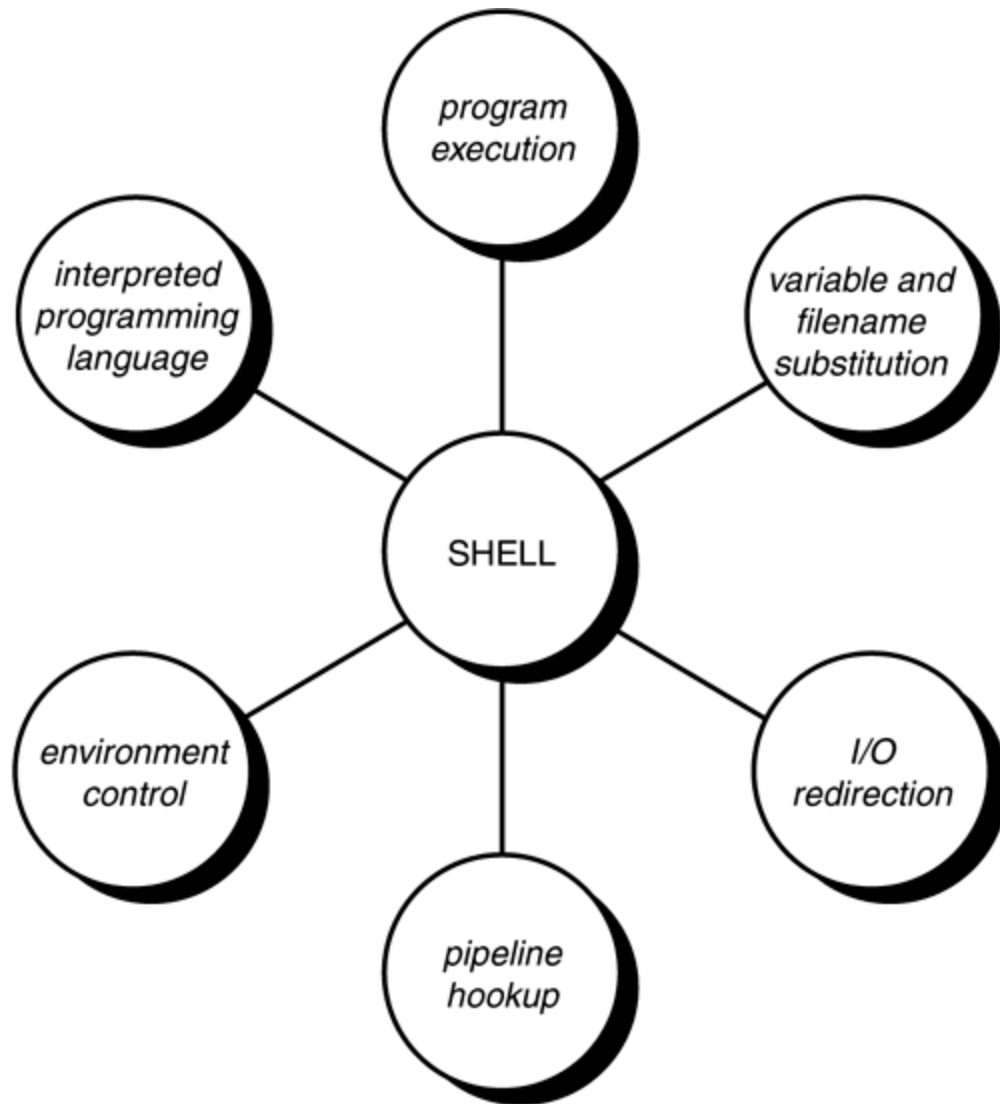 program
execution
interpreted
programming
language
variable and
filename
substitution
SHELL
environment
control
I/O
redirection
pipeline
hookup